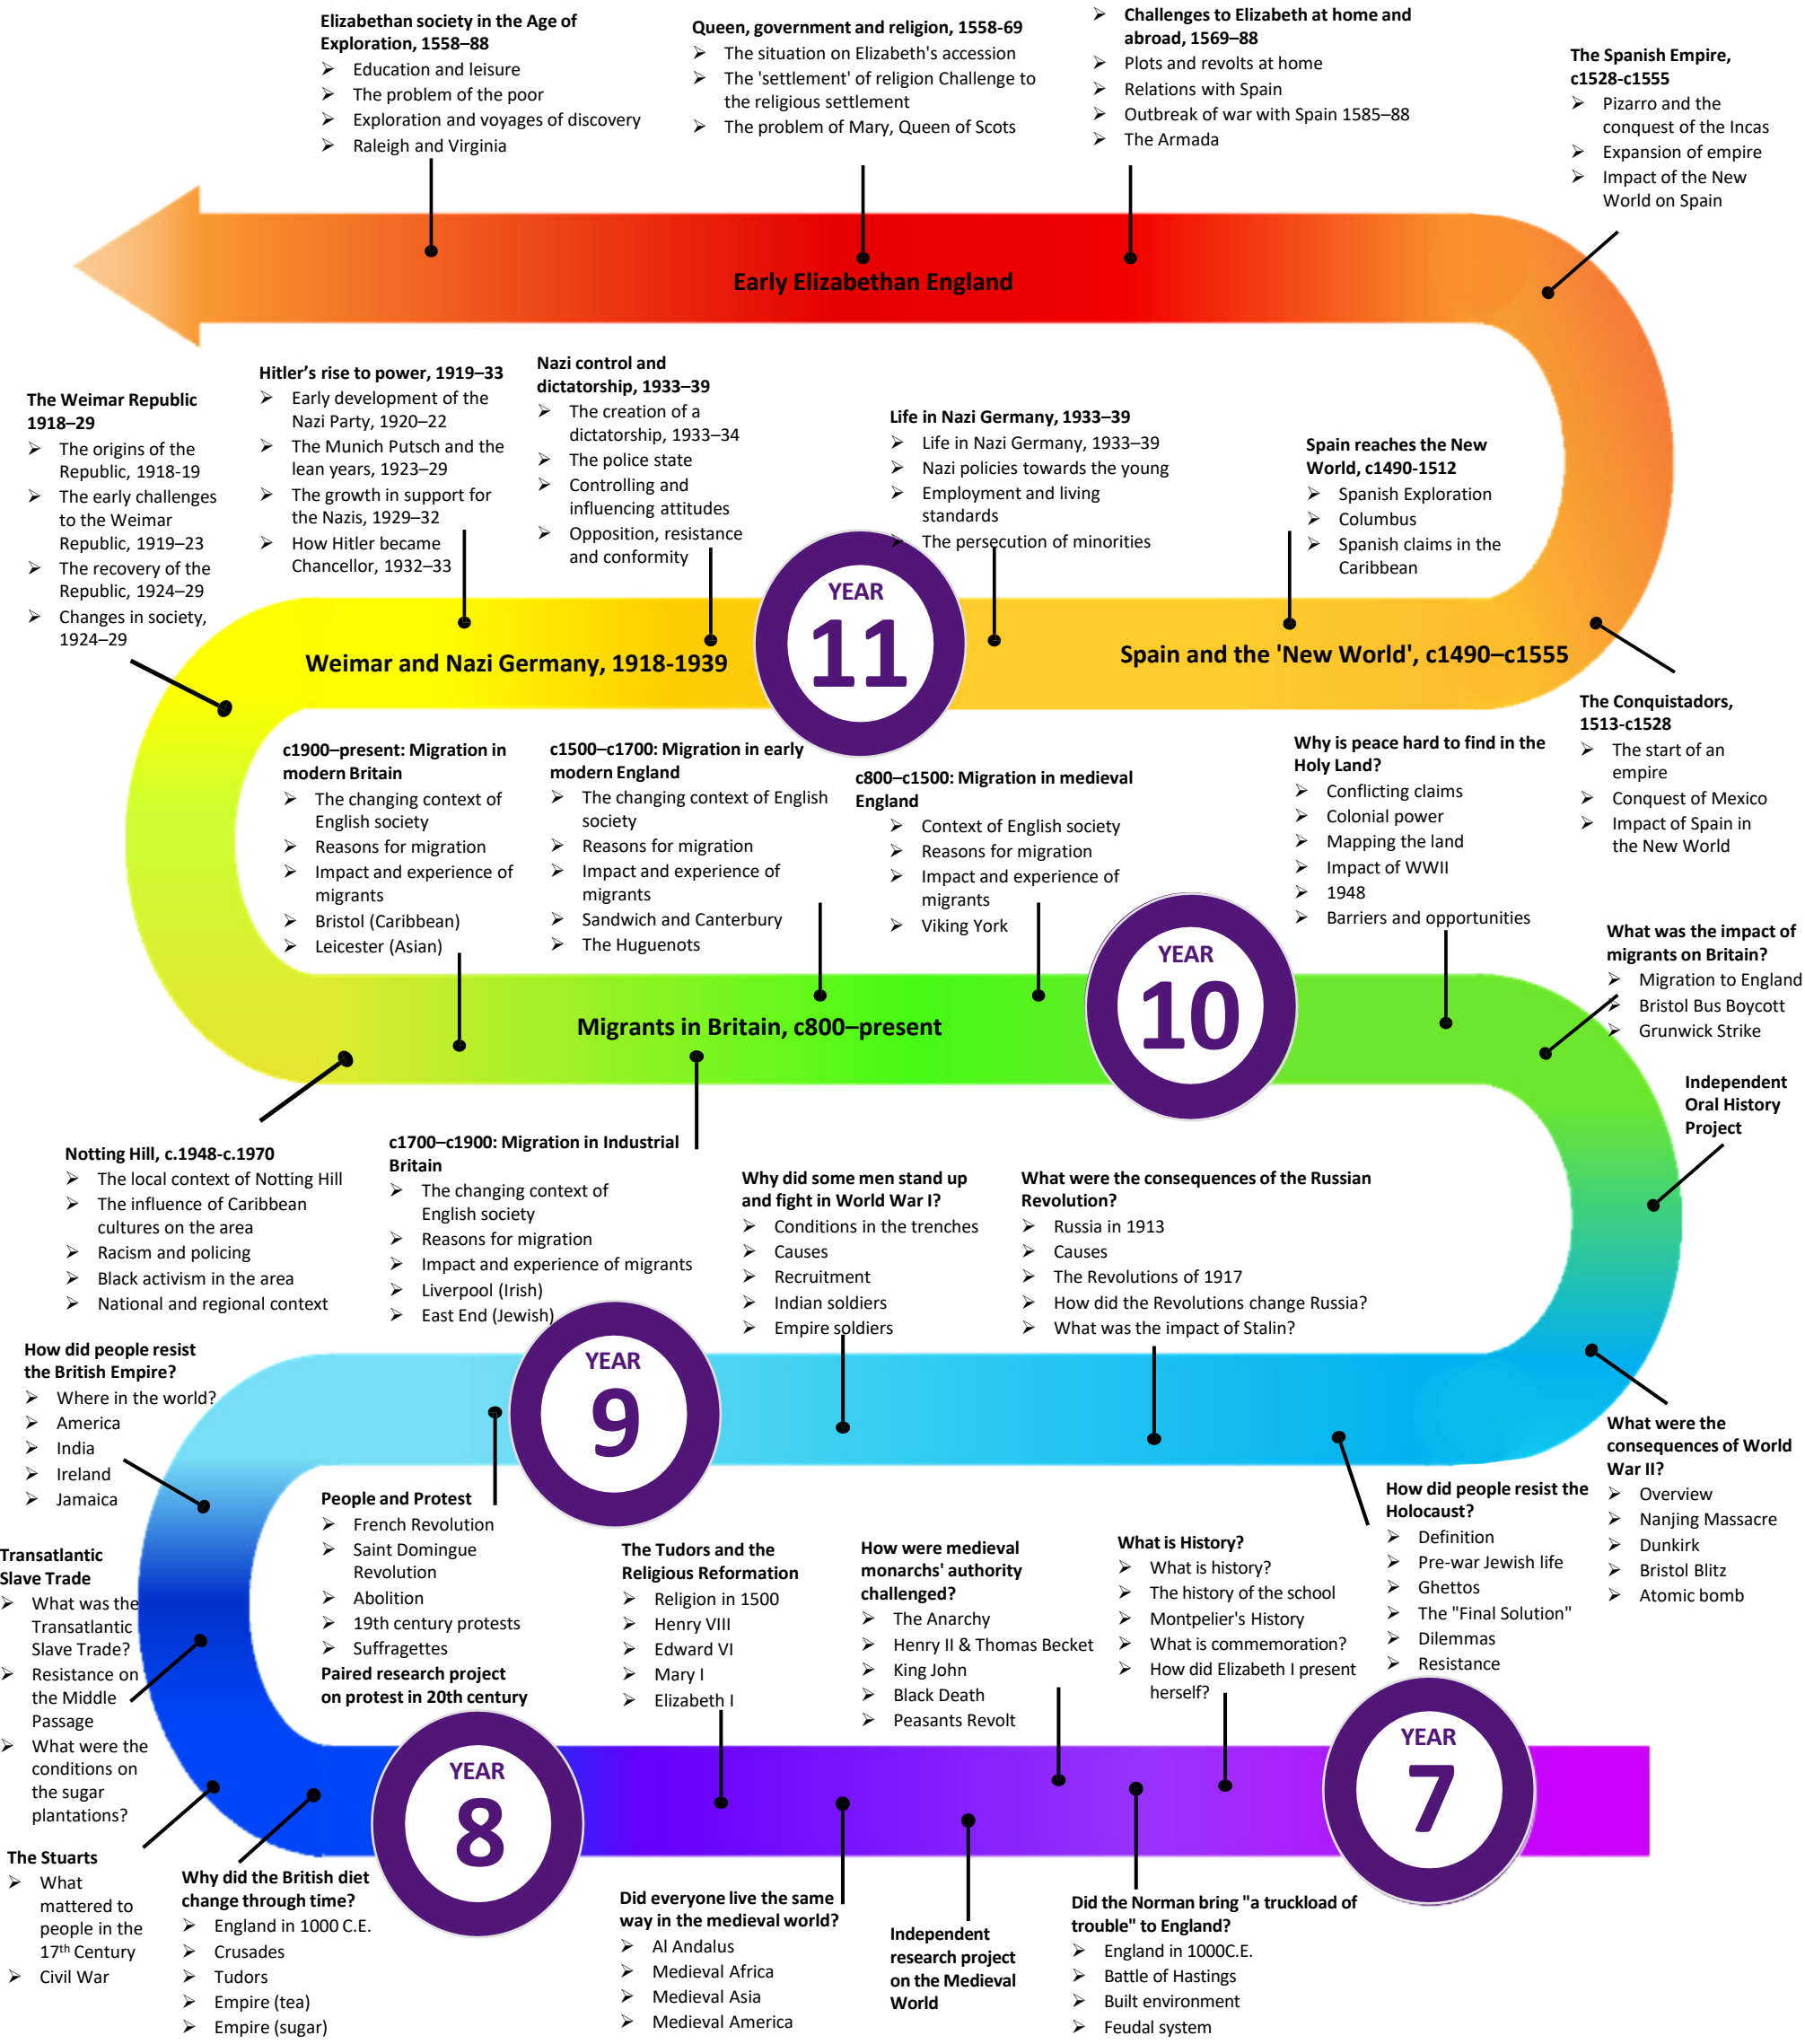 Elizabethan society in the Age of
Exploration, 1558–88
➢ Education and leisure
➢ The problem of the poor
➢ Exploration and voyages of discovery
➢ Raleigh and Virginia
Queen, government and religion, 1558-69
➢ The situation on Elizabeth's accession
➢ The 'settlement' of religion Challenge to
the religious settlement
➢ The problem of Mary, Queen of Scots
➢ Challenges to Elizabeth at home and
abroad, 1569–88
➢ Plots and revolts at home
➢ Relations with Spain
➢ Outbreak of war with Spain 1585–88
➢ The Armada
The Spanish Empire,
c1528-c1555
➢ Pizarro and the
conquest of the Incas
➢ Expansion of empire
➢ Impact of the New
World on Spain
Early Elizabethan England
The Weimar Republic
1918–29
➢ The origins of the
Republic, 1918-19
➢ The early challenges
to the Weimar
Republic, 1919–23
➢ The recovery of the
Republic, 1924–29
➢ Changes in society,
1924–29
Hitler's rise to power, 1919–33
➢ Early development of the
Nazi Party, 1920–22
➢ The Munich Putsch and the
lean years, 1923–29
➢ The growth in support for
the Nazis, 1929–32
➢ How Hitler became
Chancellor, 1932–33
Nazi control and
dictatorship, 1933–39
➢ The creation of a
dictatorship, 1933–34
➢ The police state
➢ Controlling and
influencing attitudes
➢ Opposition, resistance
and conformity
Life in Nazi Germany, 1933–39
➢ Life in Nazi Germany, 1933–39
➢ Nazi policies towards the young
➢ Employment and living
standards
➢ The persecution of minorities
Spain reaches the New
World, c1490-1512
➢ Spanish Exploration
➢ Columbus
➢ Spanish claims in the
Caribbean
Weimar and Nazi Germany, 1918-1939
YEAR
11
Spain and the 'New World', c1490–c1555
The Conquistadors,
1513-c1528
➢ The start of an
empire
➢ Conquest of Mexico
➢ Impact of Spain in
the New World
c1900–present: Migration in
modern Britain
➢ The changing context of
English society
➢ Reasons for migration
➢ Impact and experience of
migrants
➢ Bristol (Caribbean)
➢ Leicester (Asian)
c1500–c1700: Migration in early
modern England
➢ The changing context of English
society
➢ Reasons for migration
➢ Impact and experience of
migrants
➢ Sandwich and Canterbury
➢ The Huguenots
c800–c1500: Migration in medieval
England
➢ Context of English society
➢ Reasons for migration
➢ Impact and experience of
migrants
➢ Viking York
Why is peace hard to find in the
Holy Land?
➢ Conflicting claims
➢ Colonial power
➢ Mapping the land
➢ Impact of WWII
➢ 1948
➢ Barriers and opportunities
What was the impact of
migrants on Britain?
➢ Migration to England
➢ Bristol Bus Boycott
➢ Grunwick Strike
Migrants in Britain, c800–present
YEAR
10
Independent
Oral History
Project
Notting Hill, c.1948-c.1970
➢ The local context of Notting Hill
➢ The influence of Caribbean
cultures on the area
➢ Racism and policing
➢ Black activism in the area
➢ National and regional context
c1700–c1900: Migration in Industrial
Britain
➢ The changing context of
English society
➢ Reasons for migration
➢ Impact and experience of migrants
➢ Liverpool (Irish)
➢ East End (Jewish)
Why did some men stand up
and fight in World War I?
➢ Conditions in the trenches
➢ Causes
➢ Recruitment
➢ Indian soldiers
➢ Empire soldiers
What were the consequences of the Russian
Revolution?
➢ Russia in 1913
➢ Causes
➢ The Revolutions of 1917
➢ How did the Revolutions change Russia?
➢ What was the impact of Stalin?
How did people resist
the British Empire?
➢ Where in the world?
➢ America
➢ India
➢ Ireland
➢ Jamaica
YEAR
9
What were the
consequences of World
War II?
➢ Overview
➢ Nanjing Massacre
➢ Dunkirk
➢ Bristol Blitz
➢ Atomic bomb
Transatlantic
Slave Trade
➢ What was the
Transatlantic
Slave Trade?
➢ Resistance on
the Middle
Passage
➢ What were the
conditions on
the sugar
plantations?
People and Protest
➢ French Revolution
➢ Saint Domingue
Revolution
➢ Abolition
➢ 19th century protests
➢ Suffragettes
Paired research project
on protest in 20th century
The Tudors and the
Religious Reformation
➢ Religion in 1500
➢ Henry VIII
➢ Edward VI
➢ Mary I
➢ Elizabeth I
How were medieval
monarchs' authority
challenged?
➢ The Anarchy
➢ Henry II & Thomas Becket
➢ King John
➢ Black Death
➢ Peasants Revolt
What is History?
➢ What is history?
➢ The history of the school
➢ Montpelier's History
➢ What is commemoration?
➢ How did Elizabeth I present
herself?
How did people resist the
Holocaust?
➢ Definition
➢ Pre-war Jewish life
➢ Ghettos
➢ The "Final Solution"
➢ Dilemmas
➢ Resistance
YEAR
8
YEAR
7
The Stuarts
➢ What
mattered to
people in the
17th Century
➢ Civil War
Why did the British diet
change through time?
➢ England in 1000 C.E.
➢ Crusades
➢ Tudors
➢ Empire (tea)
➢ Empire (sugar)
Did everyone live the same
way in the medieval world?
➢ Al Andalus
➢ Medieval Africa
➢ Medieval Asia
➢ Medieval America
Independent
research project
on the Medieval
World
Did the Norman bring "a truckload of
trouble" to England?
➢ England in 1000C.E.
➢ Battle of Hastings
➢ Built environment
➢ Feudal system